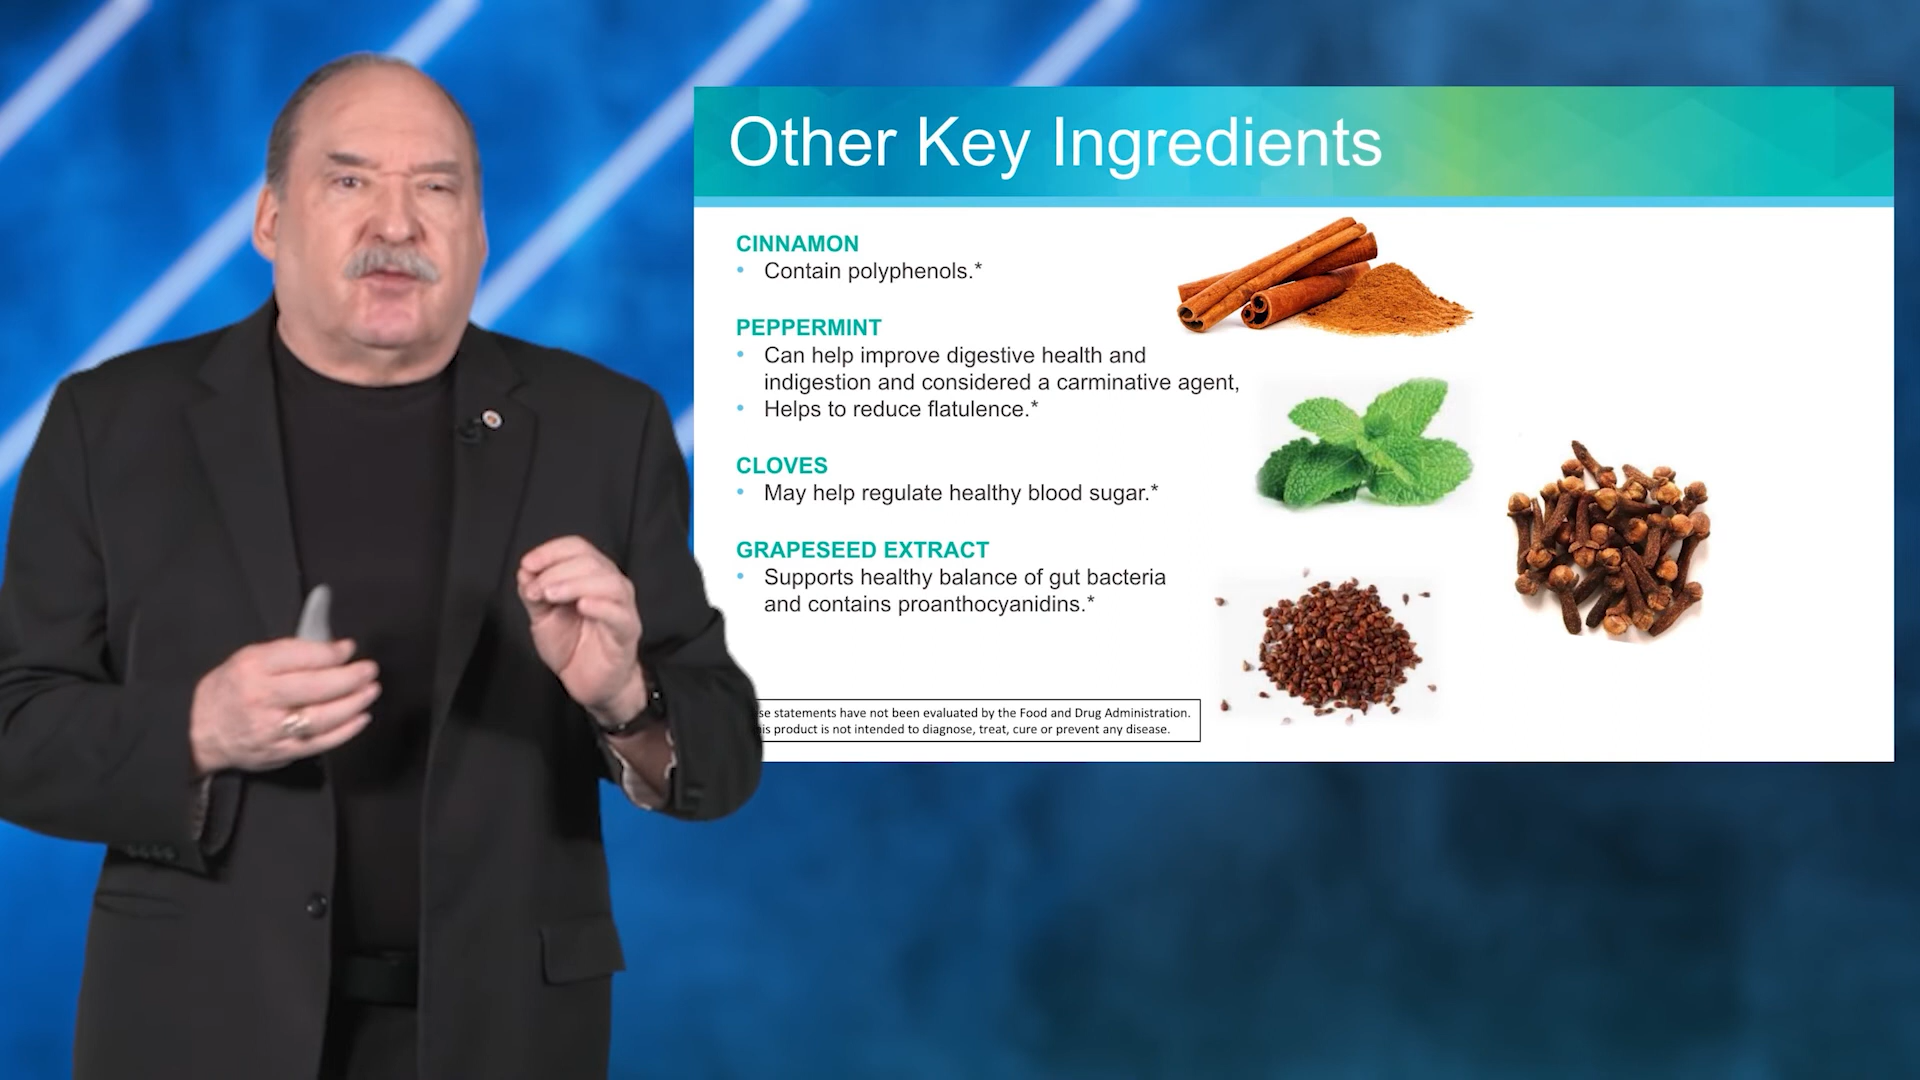 Other Key Ingredients
CINNAMON
• Contain polyphenols.*
PEPPERMINT
• Can help improve digestive health and
indigestion and considered a carminative agent,
• Helps to reduce flatulence.*
CLOVES
• May help regulate healthy blood sugar.*
GRAPESEED EXTRACT
• Supports healthy balance of gut bacteria
and contains proanthocyanidins.*
statements have not been evaluated by the Food and Drug Administration.
product is not intended to diagnose, treat, cure or prevent any disease.